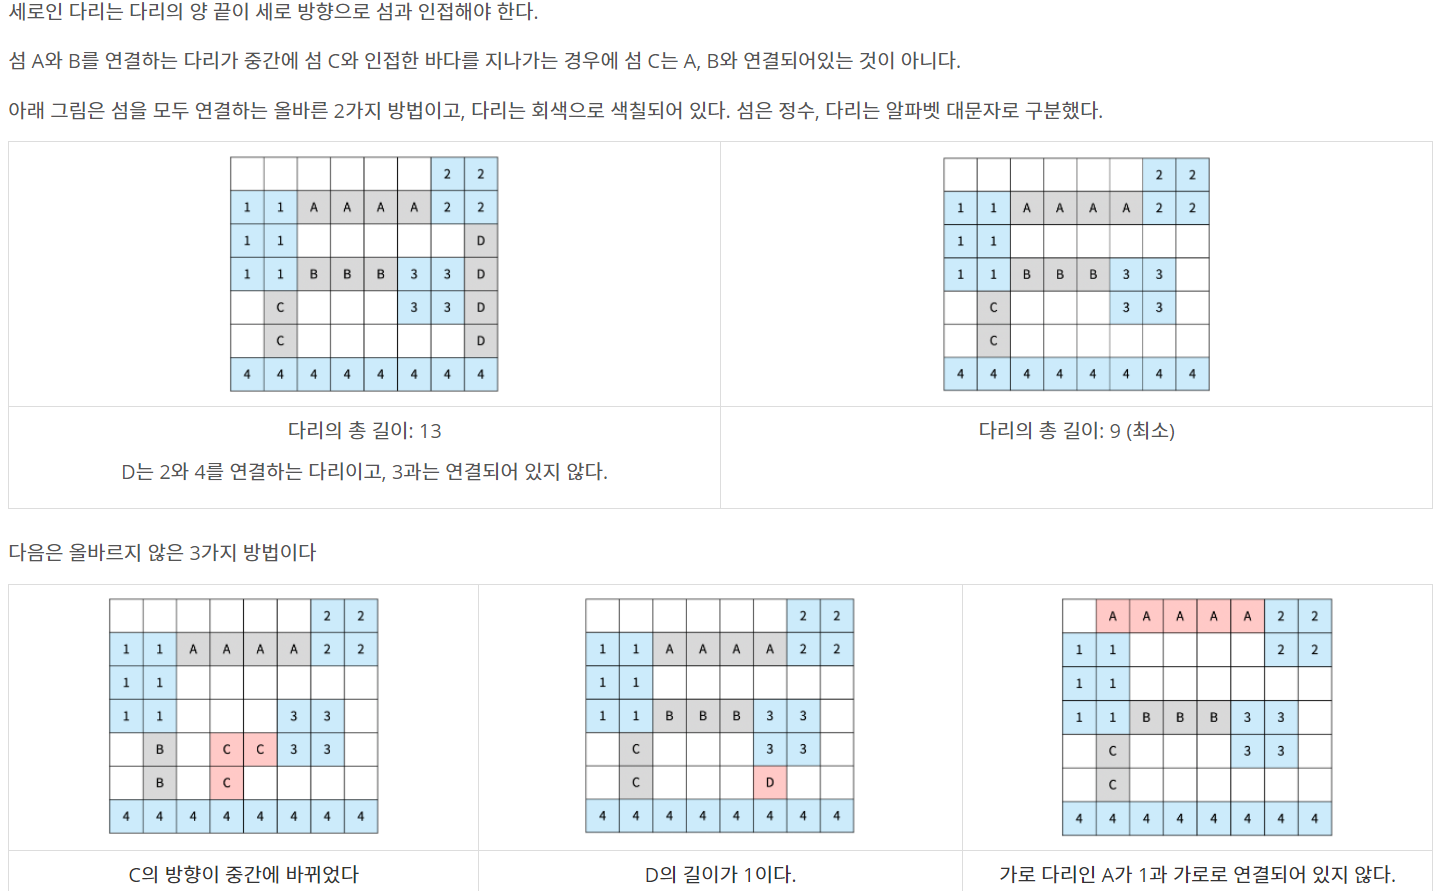 세로인 다리는 다리의 양 끝이 세로 방향으로 섬과 인접해야 한다.
섬 A와 B를 연결하는 다리가 중간에 섬 C와 인접한 바다를 지나가는 경우에 섬 C는 A, B와 연결되어있는 것이 아니다.
아래 그림은 섬을 모두 연결하는 올바른 2가지 방법이고, 다리는 회색으로 색칠되어 있다. 섬은 정수, 다리는 알파벳 대문자로 구분했다.
2 2
1 1 A A A A 2 2
1 1 D
1 1 B B B 3 3 D
C 3 3 D
C D
4 4 4 4 4 4 4 4
2 2
1 1 A A A A 2 2
1 1
1 1 B B B 3 3
C 3 3
C
4 4 4 4 4 4 4 4
다리의 총 길이: 13
D는 2와 4를 연결하는 다리이고, 3과는 연결되어 있지 않다.
다리의 총 길이: 9 (최소)
다음은 올바르지 않은 3가지 방법이다
2 2
1 1 A A A A 2 2
1 1
1 1 3 3
B C C 3 3
B C
4 4 4 4 4 4 4 4
2 2
1 1 A A A A 2 2
1 1
1 1 B B B 3 3
C 3 3
C D
4 4 4 4 4 4 4 4
A A A A A 2 2
1 1 2 2
1 1
1 1 B B B 3 3
C 3 3
C
4 4 4 4 4 4 4 4
C의 방향이 중간에 바뀌었다
D의 길이가 1이다.
가로 다리인 A가 1과 가로로 연결되어 있지 않다.